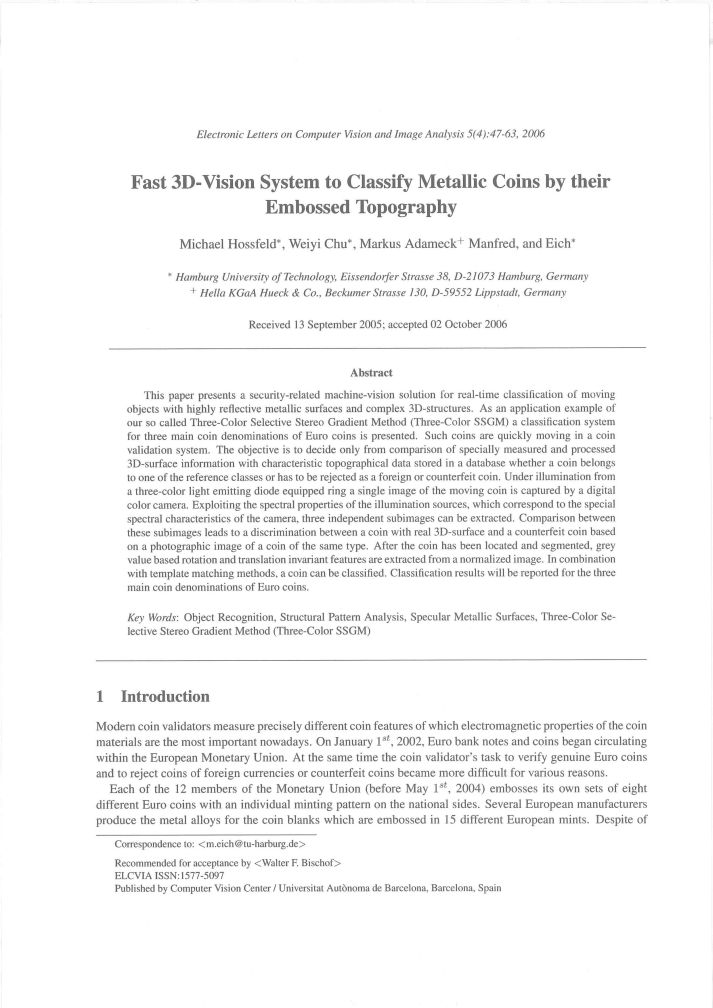 Electronic Letters on Computer Vision and Image Analysis 5(4):47-63, 2006
Fast 3D-Vision System to Classify Metallic Coins by their
Embossed Topography
Michael Hossfeld*, Weiyi Chu*, Markus Adameck+ Manfred, and Eich*
* Hamburg University of Technology, Eissendorfer Strasse 38, D-21073 Hamburg, Germany
+ Hella KGaA Hueck & Co., Beckumer Strasse 130, D-59552 Lippstadt, Germany
Received 13 September 2005; accepted 02 October 2006
Abstract
This paper presents a security-related machine-vision solution for real-time classification of moving
objects with highly reflective metallic surfaces and complex 3D-structures. As an application example of
our so called Three-Color Selective Stereo Gradient Method (Three-Color SSGM) a classification system
for three main coin denominations of Euro coins is presented. Such coins are quickly moving in a coin
validation system. The objective is to decide only from comparison of specially measured and processed
3D-surface information with characteristic topographical data stored in a database whether a coin belongs
to one of the reference classes or has to be rejected as a foreign or counterfeit coin. Under illumination from
a three-color light emitting diode equipped ring a single image of the moving coin is captured by a digital
color camera. Exploiting the spectral properties of the illumination sources, which correspond to the special
spectral characteristics of the camera, three independent subimages can be extracted. Comparison between
these subimages leads to a discrimination between a coin with real 3D-surface and a counterfeit coin based
on a photographic image of a coin of the same type. After the coin has been located and segmented, grey
value based rotation and translation invariant features are extracted from a normalized image. In combination
with template matching methods, a coin can be classified. Classification results will be reported for the three
main coin denominations of Euro coins.
Key Words: Object Recognition, Structural Pattern Analysis, Specular Metallic Surfaces, Three-Color Se-
lective Stereo Gradient Method (Three-Color SSGM)
1 Introduction
Modern coin validators measure precisely different coin features of which electromagnetic properties of the coin
materials are the most important nowadays. On January 1st, 2002, Euro bank notes and coins began circulating
within the European Monetary Union. At the same time the coin validator's task to verify genuine Euro coins
and to reject coins of foreign currencies or counterfeit coins became more difficult for various reasons.
Each of the 12 members of the Monetary Union (before May 1st, 2004) embosses its own sets of eight
different Euro coins with an individual minting pattern on the national sides. Several European manufacturers
produce the metal alloys for the coin blanks which are embossed in 15 different European mints. Despite of
Correspondence to: <m.eich@tu-harburg.de>
Recommended for acceptance by <Walter F. Bischof>
ELCVIA ISSN:1577-5097
Published by Computer Vision Center / Universitat Autònoma de Barcelona, Barcelona, Spain